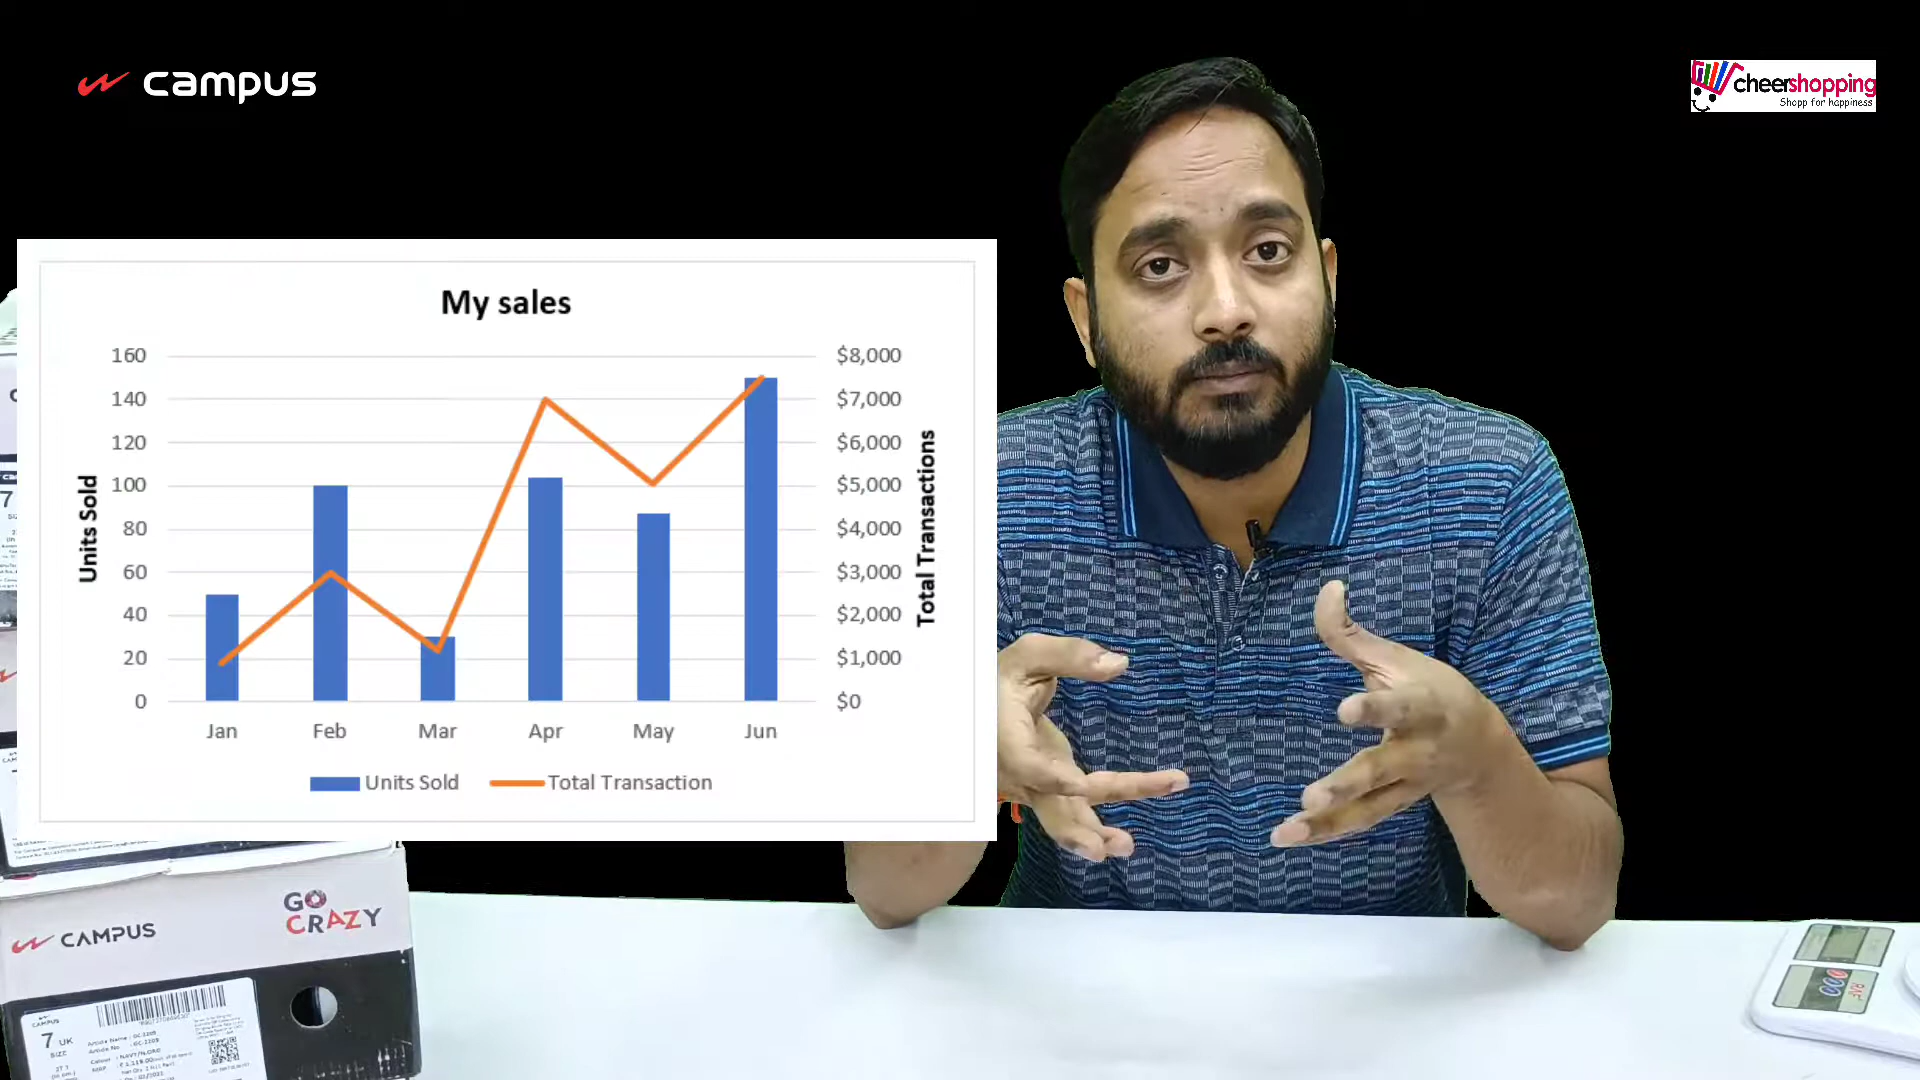 campus
cheershopping
Shopp for happiness
My sales
160
140
120
100
80
60
40
20
0
Units Sold
$8,000
$7,000
$6,000
$5,000
$4,000
$3,000
$2,000
$1,000
$0
Total Transactions
Jan Feb Mar Apr May Jun
Units Sold Total Transaction
CAMPUS
GO
CRAZY
CAMPUS
7 UK
SIZE